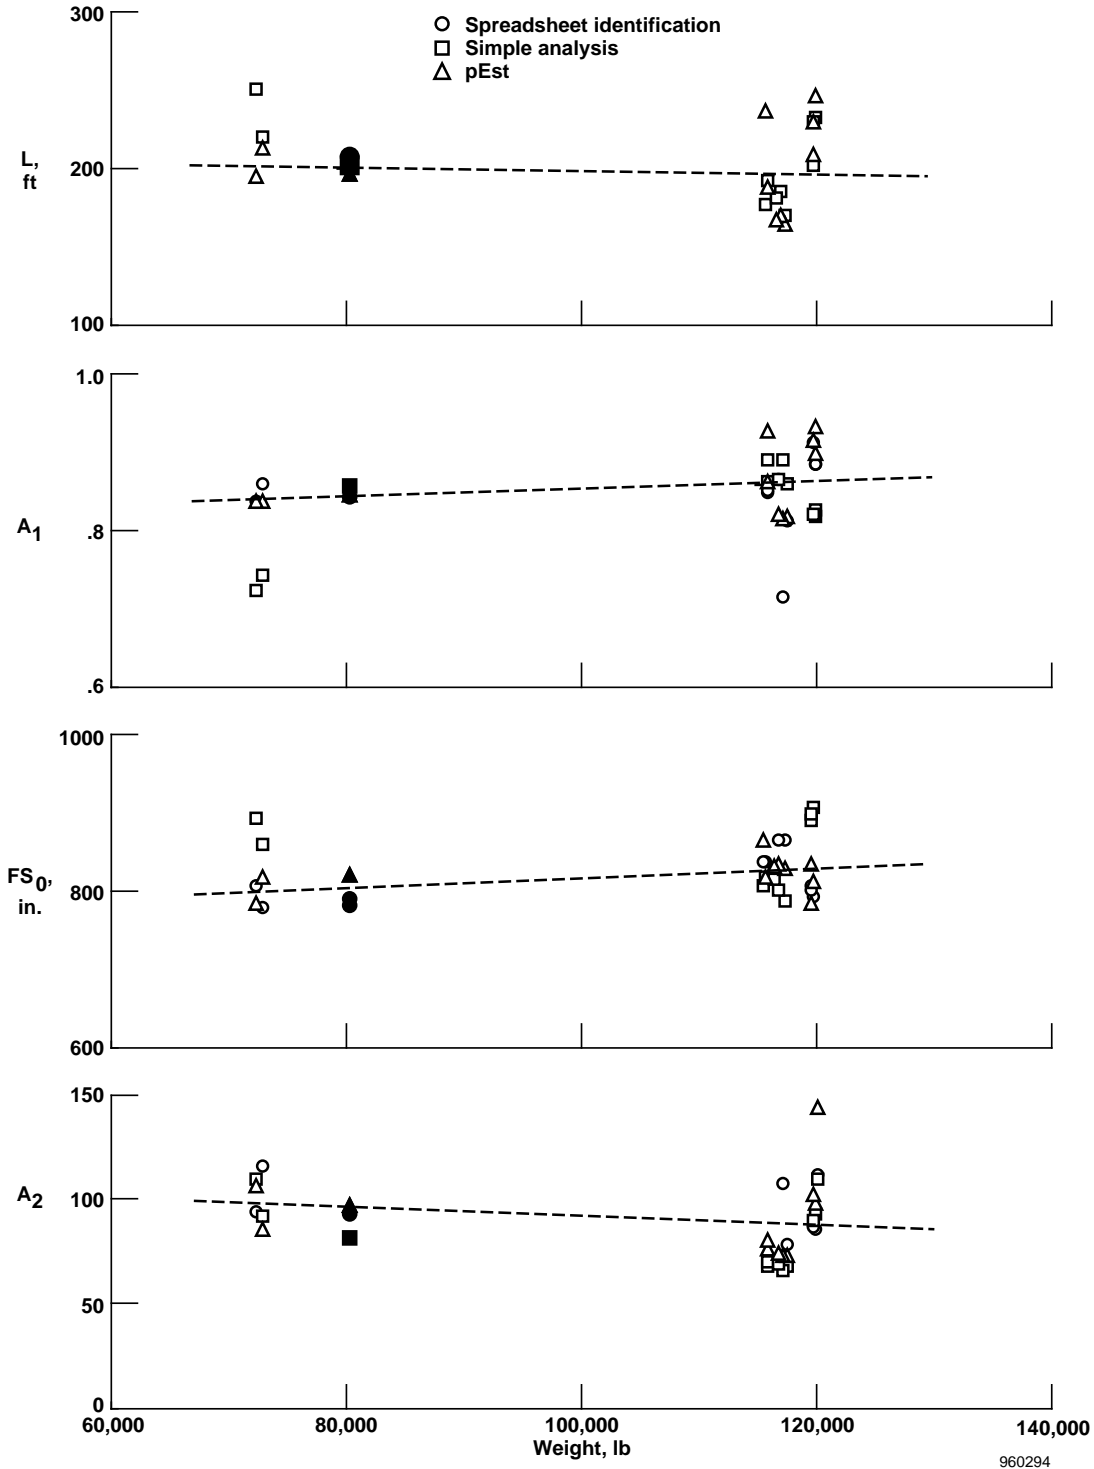 300
Spreadsheet identification
Simple analysis
pEst
L,
ft
200
100
1.0
A1
.8
.6
1000
FS0,
in.
800
600
150
A2
100
50
0
60,000 80,000 100,000 120,000 140,000
Weight, lb
960294